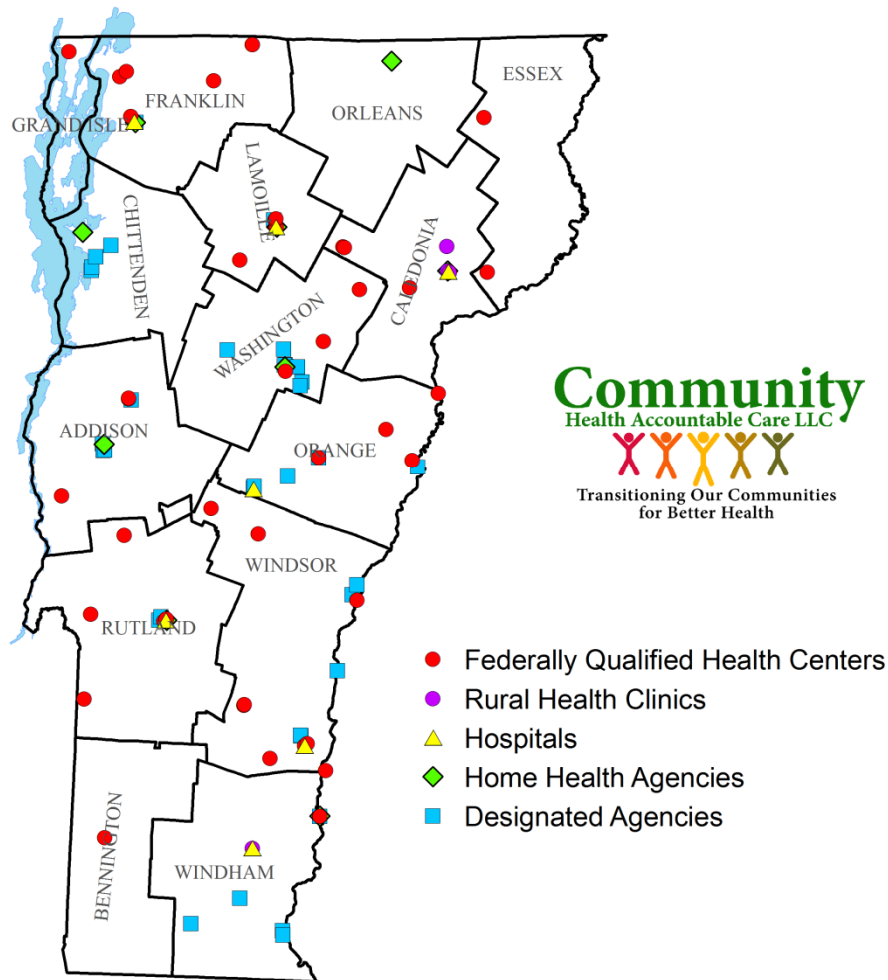 ESSEX
FRANKLIN
ORLEANS
GRAND ISLE
LAMOILLE
CHITTENDEN
CALEDONIA
WASHINGTON
Community
Health Accountable Care LLC
Transitioning Our Communities
for Better Health
ADDISON
ORANGE
WINDSOR
RUTLAND
Federally Qualified Health Centers
Rural Health Clinics
Hospitals
Home Health Agencies
Designated Agencies
BENNINGTON
WINDHAM